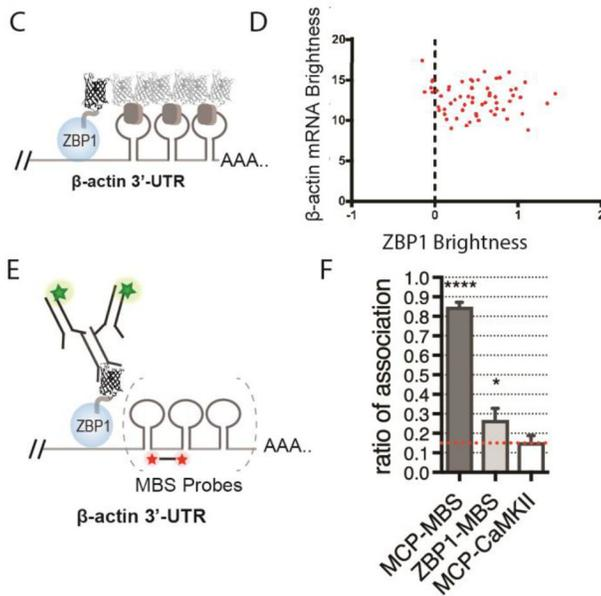 C
ZBP1
//
AAA..
β-actin 3'-UTR
D
β-actin mRNA Brightness
20
15
10
5
0
-1
0
1
2
ZBP1 Brightness
E
ZBP1
//
AAA..
MBS Probes
β-actin 3'-UTR
F
ratio of association
1.0
0.9
0.8
0.7
0.6
0.5
0.4
0.3
0.2
0.1
0.0
****
*
MCP-MBS
ZBP1-MBS
MCP-CaMKII